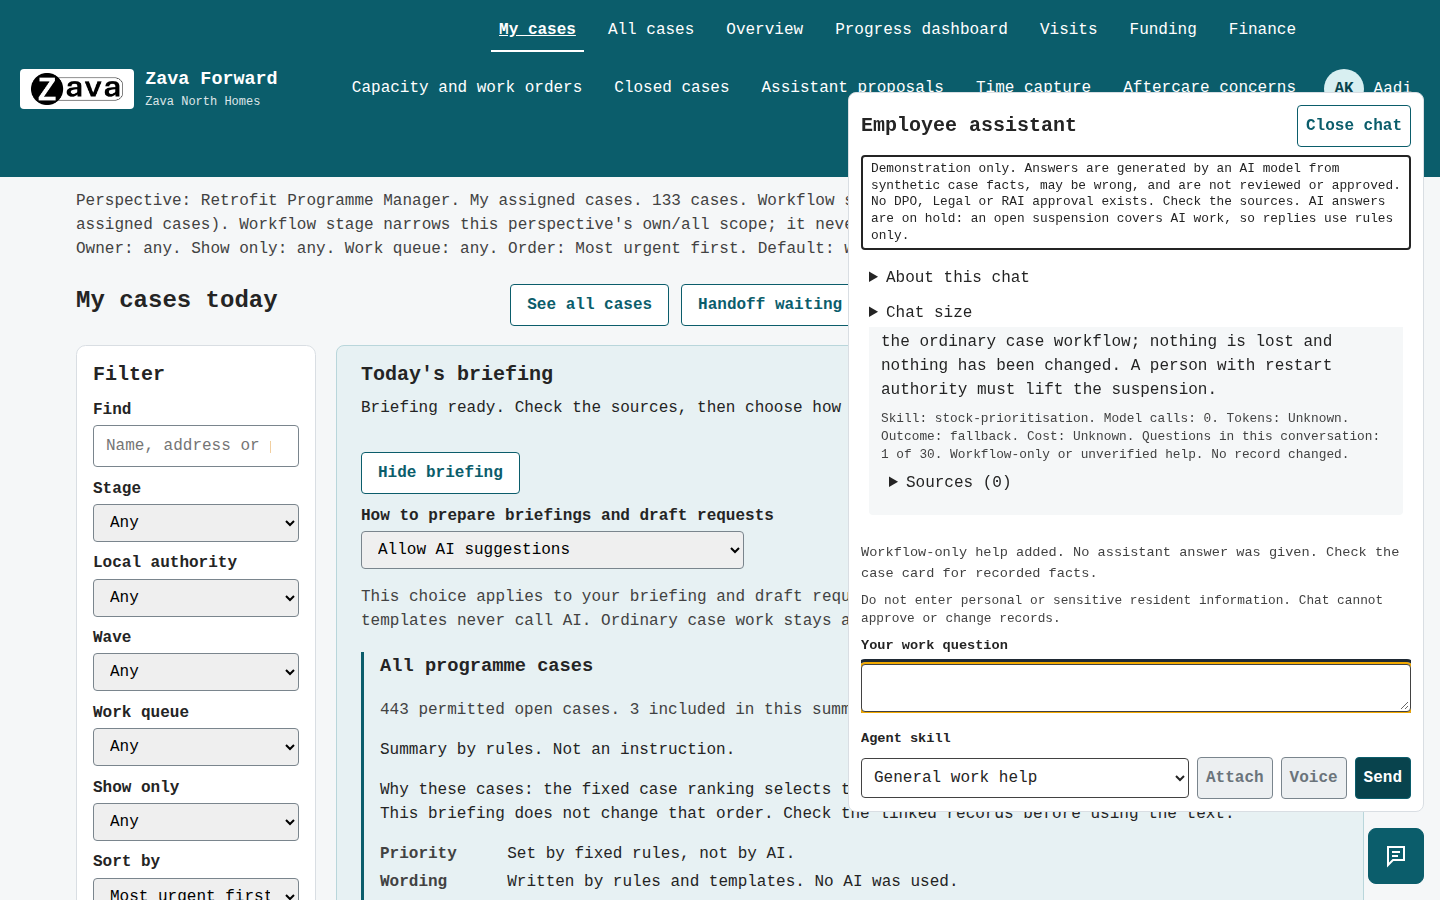 My cases
All cases
Overview
Progress dashboard
Visits
Funding
Finance
Zava
Zava Forward
Zava North Homes
Capacity and work orders
Closed cases
Assistant proposals
Time capture
Aftercare concerns
AK
Aadi
Perspective: Retrofit Programme Manager. My assigned cases. 133 cases. Workflow
assigned cases). Workflow stage narrows this perspective's own/all scope; it
Owner: any. Show only: any. Work queue: any. Order: Most urgent first. Default:
My cases today
See all cases
Handoff waiting
Filter
Find
Name, address or
Stage
Any
Local authority
Any
Wave
Any
Work queue
Any
Show only
Any
Sort by
Most urgent first
Today's briefing
Briefing ready. Check the sources, then choose how
Hide briefing
How to prepare briefings and draft requests
Allow AI suggestions
This choice applies to your briefing and draft
templates never call AI. Ordinary case work stays
All programme cases
443 permitted open cases. 3 included in this
Summary by rules. Not an instruction.
Why these cases: the fixed case ranking selects
This briefing does not change that order. Check the linked records before using the text.
Priority Set by fixed rules, not by AI.
Wording Written by rules and templates. No AI was used.
Employee assistant
Close chat
Demonstration only. Answers are generated by an AI model from
synthetic case facts, may be wrong, and are not reviewed or approved.
No DPO, Legal or RAI approval exists. Check the sources. AI answers
are on hold: an open suspension covers AI work, so replies use rules
only.
About this chat
Chat size
the ordinary case workflow; nothing is lost and
nothing has been changed. A person with restart
authority must lift the suspension.
Skill: stock-prioritisation. Model calls: 0. Tokens: Unknown.
Outcome: fallback. Cost: Unknown. Questions in this conversation:
1 of 30. Workflow-only or unverified help. No record changed.
Sources (0)
Workflow-only help added. No assistant answer was given. Check the
case card for recorded facts.
Do not enter personal or sensitive resident information. Chat cannot
approve or change records.
Your work question
Agent skill
General work help
Attach
Voice
Send